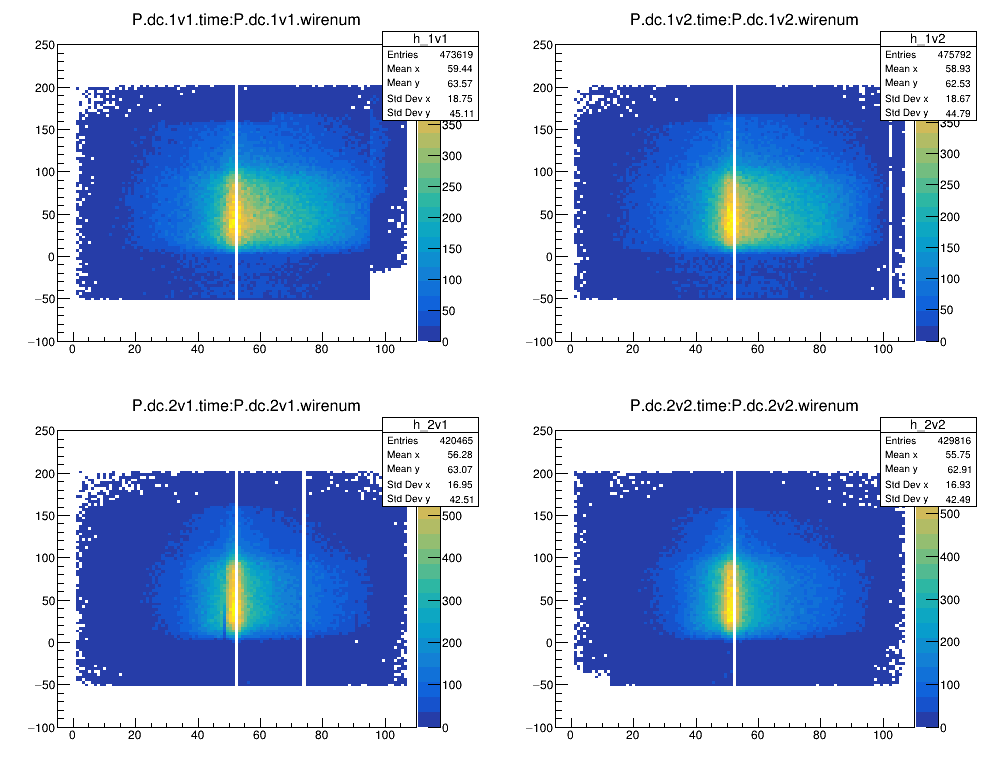 P.dc.1v1.time:P.dc.1v1.wirenum
h_1v1
Entries 473619
Mean x 59.44
Mean y 63.57
Std Dev x 18.75
Std Dev y 45.11
250
200
150
100
50
0
−50
−100
0 20 40 60 80 100
350
300
250
200
150
100
50
0
P.dc.1v2.time:P.dc.1v2.wirenum
h_1v2
Entries 475792
Mean x 58.93
Mean y 62.53
Std Dev x 18.67
Std Dev y 44.79
250
200
150
100
50
0
−50
−100
0 20 40 60 80 100
350
300
250
200
150
100
50
0
P.dc.2v1.time:P.dc.2v1.wirenum
h_2v1
Entries 420465
Mean x 56.28
Mean y 63.07
Std Dev x 16.95
Std Dev y 42.51
250
200
150
100
50
0
−50
−100
0 20 40 60 80 100
500
400
300
200
100
0
P.dc.2v2.time:P.dc.2v2.wirenum
h_2v2
Entries 429816
Mean x 55.75
Mean y 62.91
Std Dev x 16.93
Std Dev y 42.49
250
200
150
100
50
0
−50
−100
0 20 40 60 80 100
500
400
300
200
100
0